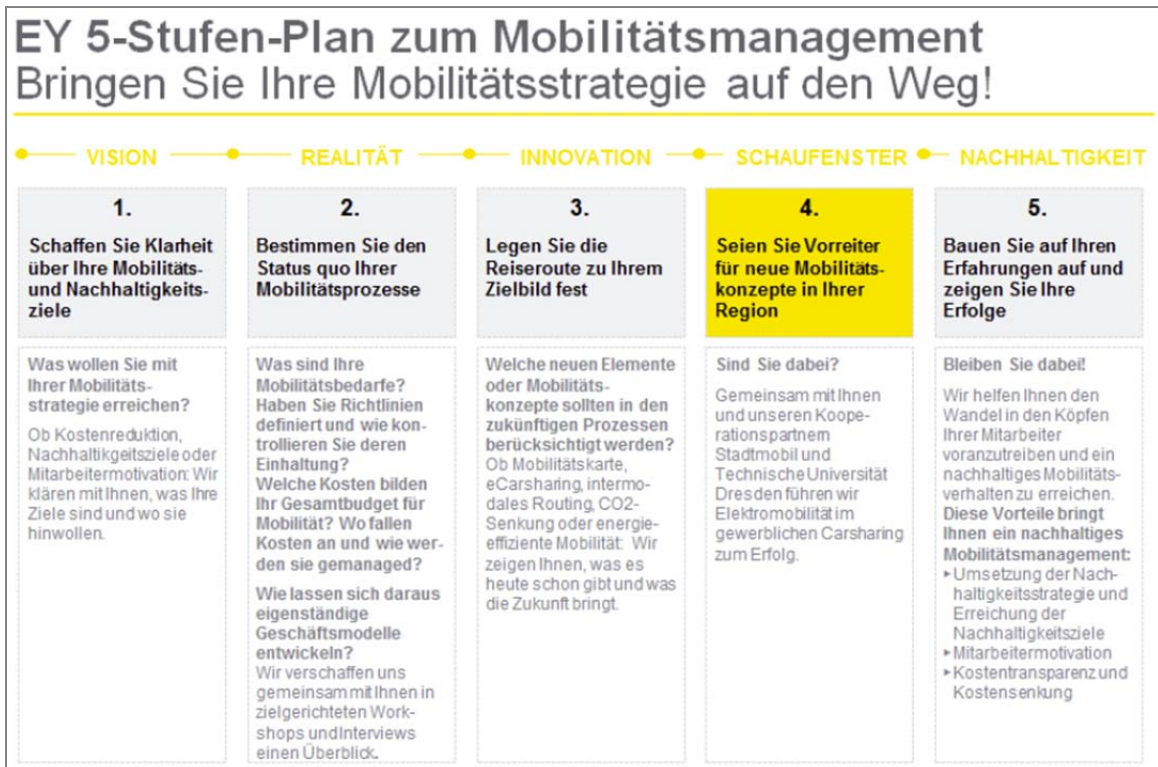 EY 5-Stufen-Plan zum Mobilitätsmanagement
Bringen Sie Ihre Mobilitätsstrategie auf den Weg!
VISION
REALITÄT
INNOVATION
SCHAUFENSTER
NACHHALTIGKEIT
1.
Schaffen Sie Klarheit
über Ihre Mobilitäts-
und Nachhaltigkeits-
ziele
2.
Bestimmen Sie den
Status quo Ihrer
Mobilitätsprozesse
3.
Legen Sie die
Reiseroute zu Ihrem
Zielbild fest
4.
Seien Sie Vorreiter
für neue Mobilitäts-
konzepte in Ihrer
Region
5.
Bauen Sie auf Ihren
Erfahrungen auf und
zeigen Sie Ihre
Erfolge
Was wollen Sie mit
Ihrer Mobilitäts-
strategie erreichen?
Ob Kostenreduktion,
Nachhaltikgeitsziele oder
Mitarbeitermotivation: Wir
klären mit Ihnen, was Ihre
Ziele sind und wo sie
hinwollen.
Was sind Ihre
Mobilitätsbedarfe?
Haben Sie Richtlinien
definiert und wie kon-
trollieren Sie deren
Einhaltung?
Welche Kosten bilden
Ihr Gesamtbudget für
Mobilität? Wo fallen
Kosten an und wie wer-
den sie gemanaged?
Wie lassen sich daraus
eigenständige
Geschäftsmodelle
entwickeln?
Wir verschaffen uns
gemeinsam mit Ihnen in
zielgerichteten Work-
shops und Interviews
einen Überblick.
Welche neuen Elemente
oder Mobilitäts-
konzepte sollten in den
zukünftigen Prozessen
berücksichtigt werden?
Ob Mobilitätskarte,
eCarsharing, intermo-
dales Routing, CO2-
Senkung oder energie-
effiziente Mobilität: Wir
zeigen Ihnen, was es
heute schon gibt und was
die Zukunft bringt.
Sind Sie dabei?
Gemeinsam mit Ihnen
und unseren Koope-
rationspartnern
Stadtmobil und
Technische Universität
Dresden führen wir
Elektromobilität im
gewerblichen Carsharing
zum Erfolg.
Bleiben Sie dabei!
Wir helfen Ihnen den
Wandel in den Köpfen
Ihrer Mitarbeiter
voranzutreiben und ein
nachhaltiges Mobilitäts-
verhalten zu erreichen.
Diese Vorteile bringt
Ihnen ein nachhaltiges
Mobilitätsmanagement:
▸Umsetzung der Nach-
haltigkeitsstrategie und
Erreichung der
Nachhaltigkeitsziele
▸Mitarbeitermotivation
▸Kostentransparenz und
Kostensenkung